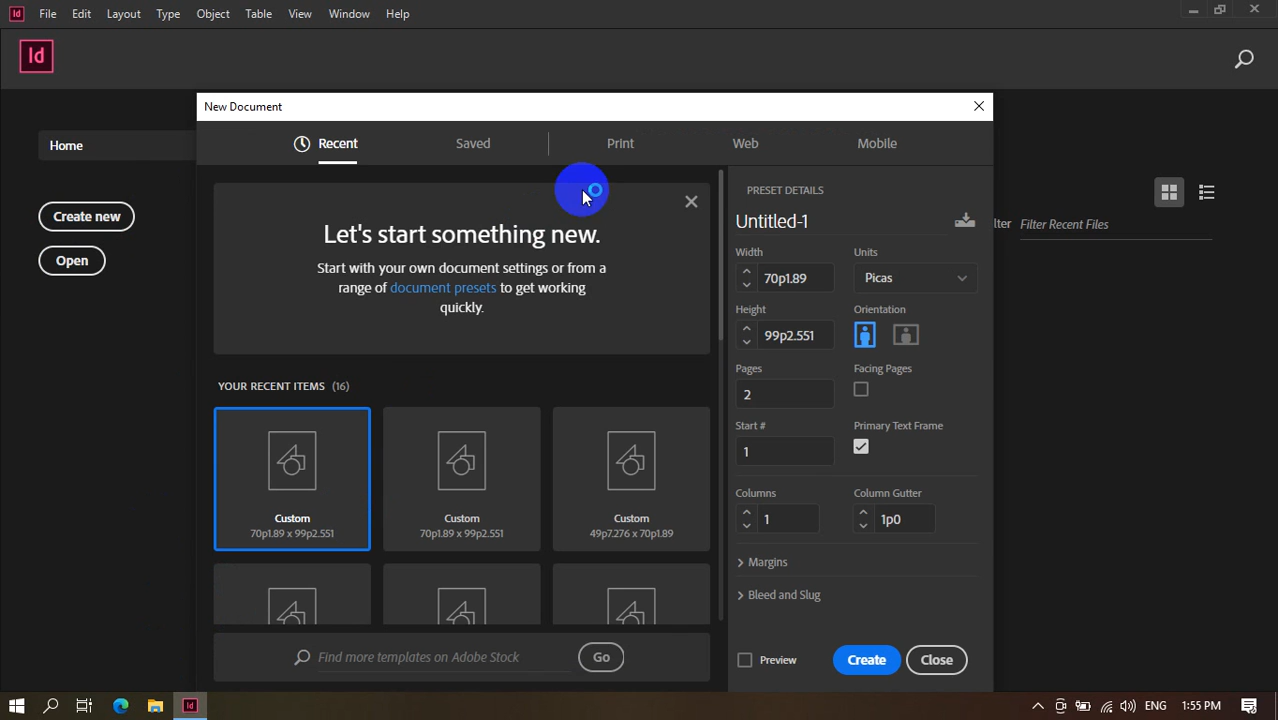 Id File Edit Layout Type Object Table View Window Help
Id
New Document
Recent Saved Print Web Mobile
Home
Create new
Open
Let's start something new.
Start with your own document settings or from a
range of document presets to get working
quickly.
YOUR RECENT ITEMS (16)
Custom
70p1.89 x 99p2.551
Custom
70p1.89 x 99p2.551
Custom
49p7.276 x 70p1.89
Find more templates on Adobe Stock
Go
PRESET DETAILS
Untitled-1
Width Units
70p1.89 Picas
Height Orientation
99p2.551
Pages Facing Pages
2
Start # Primary Text Frame
1
Columns Column Gutter
1 1p0
Margins
Bleed and Slug
Preview Create Close
lter Filter Recent Files
Id ENG 1:55 PM